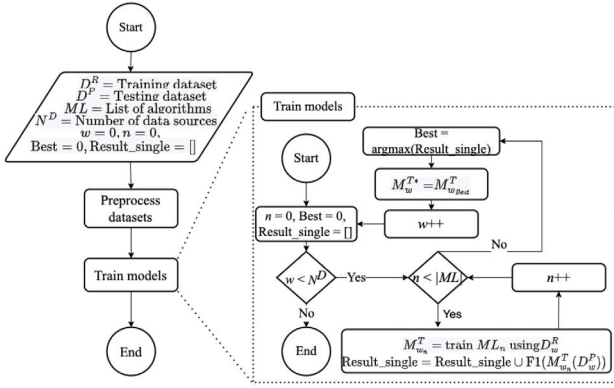 Start
D^R = Training dataset
D^P = Testing dataset
ML = List of algorithms
N^D = Number of data sources
w = 0, n = 0,
Best = 0, Result_single = []
Preprocess
datasets
Train models
End
Train models
Start
n = 0, Best = 0,
Result_single = []
w < N^D
Yes
No
End
Best =
argmax(Result_single)
M_w^{T*} = M_{w_{Best}}^T
w++
No
n < |ML|
Yes
n++
M_{w_n}^T = train ML_n using D_w^R
Result_single = Result_single ∪ F1(M_{w_n}^T(D_w^P))